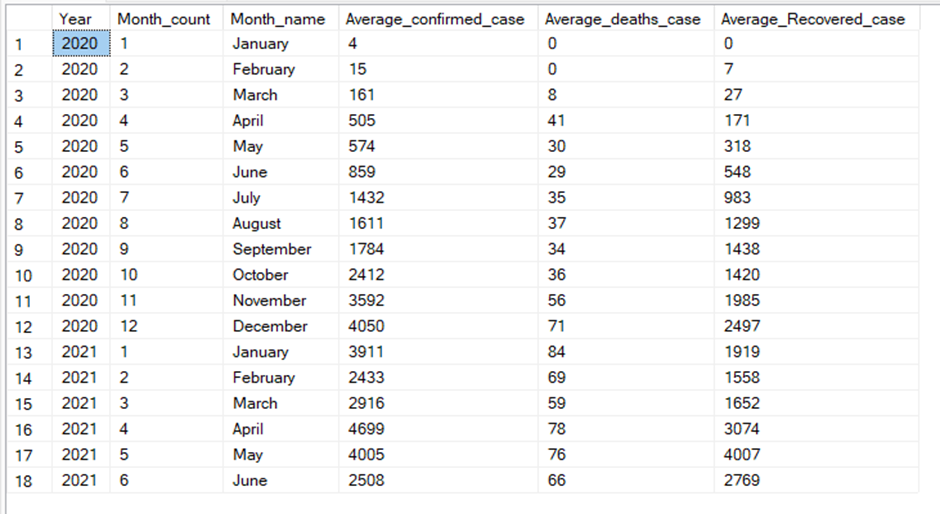 Year Month_count Month_name Average_confirmed_case Average_deaths_case Average_Recovered_case
1 2020 1 January 4 0 0
2 2020 2 February 15 0 7
3 2020 3 March 161 8 27
4 2020 4 April 505 41 171
5 2020 5 May 574 30 318
6 2020 6 June 859 29 548
7 2020 7 July 1432 35 983
8 2020 8 August 1611 37 1299
9 2020 9 September 1784 34 1438
10 2020 10 October 2412 36 1420
11 2020 11 November 3592 56 1985
12 2020 12 December 4050 71 2497
13 2021 1 January 3911 84 1919
14 2021 2 February 2433 69 1558
15 2021 3 March 2916 59 1652
16 2021 4 April 4699 78 3074
17 2021 5 May 4005 76 4007
18 2021 6 June 2508 66 2769